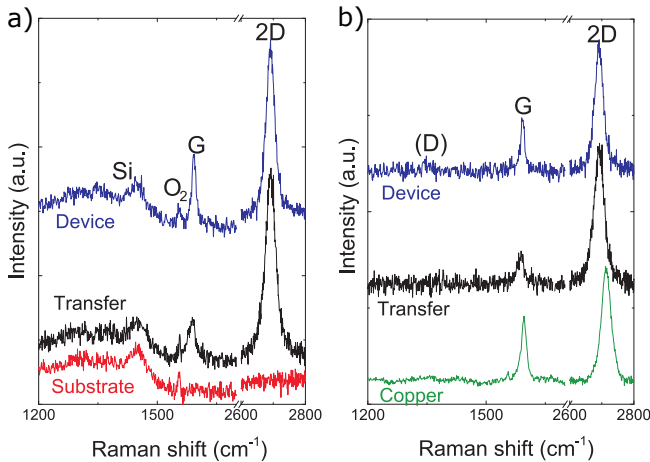 a)
2D
G
Si
O2
Device
Transfer
Substrate
Intensity (a.u.)
1200 1500 2600 2800
Raman shift (cm-1)
b)
2D
G
(D)
Device
Transfer
Copper
Intensity (a.u.)
1200 1500 2600 2800
Raman shift (cm-1)